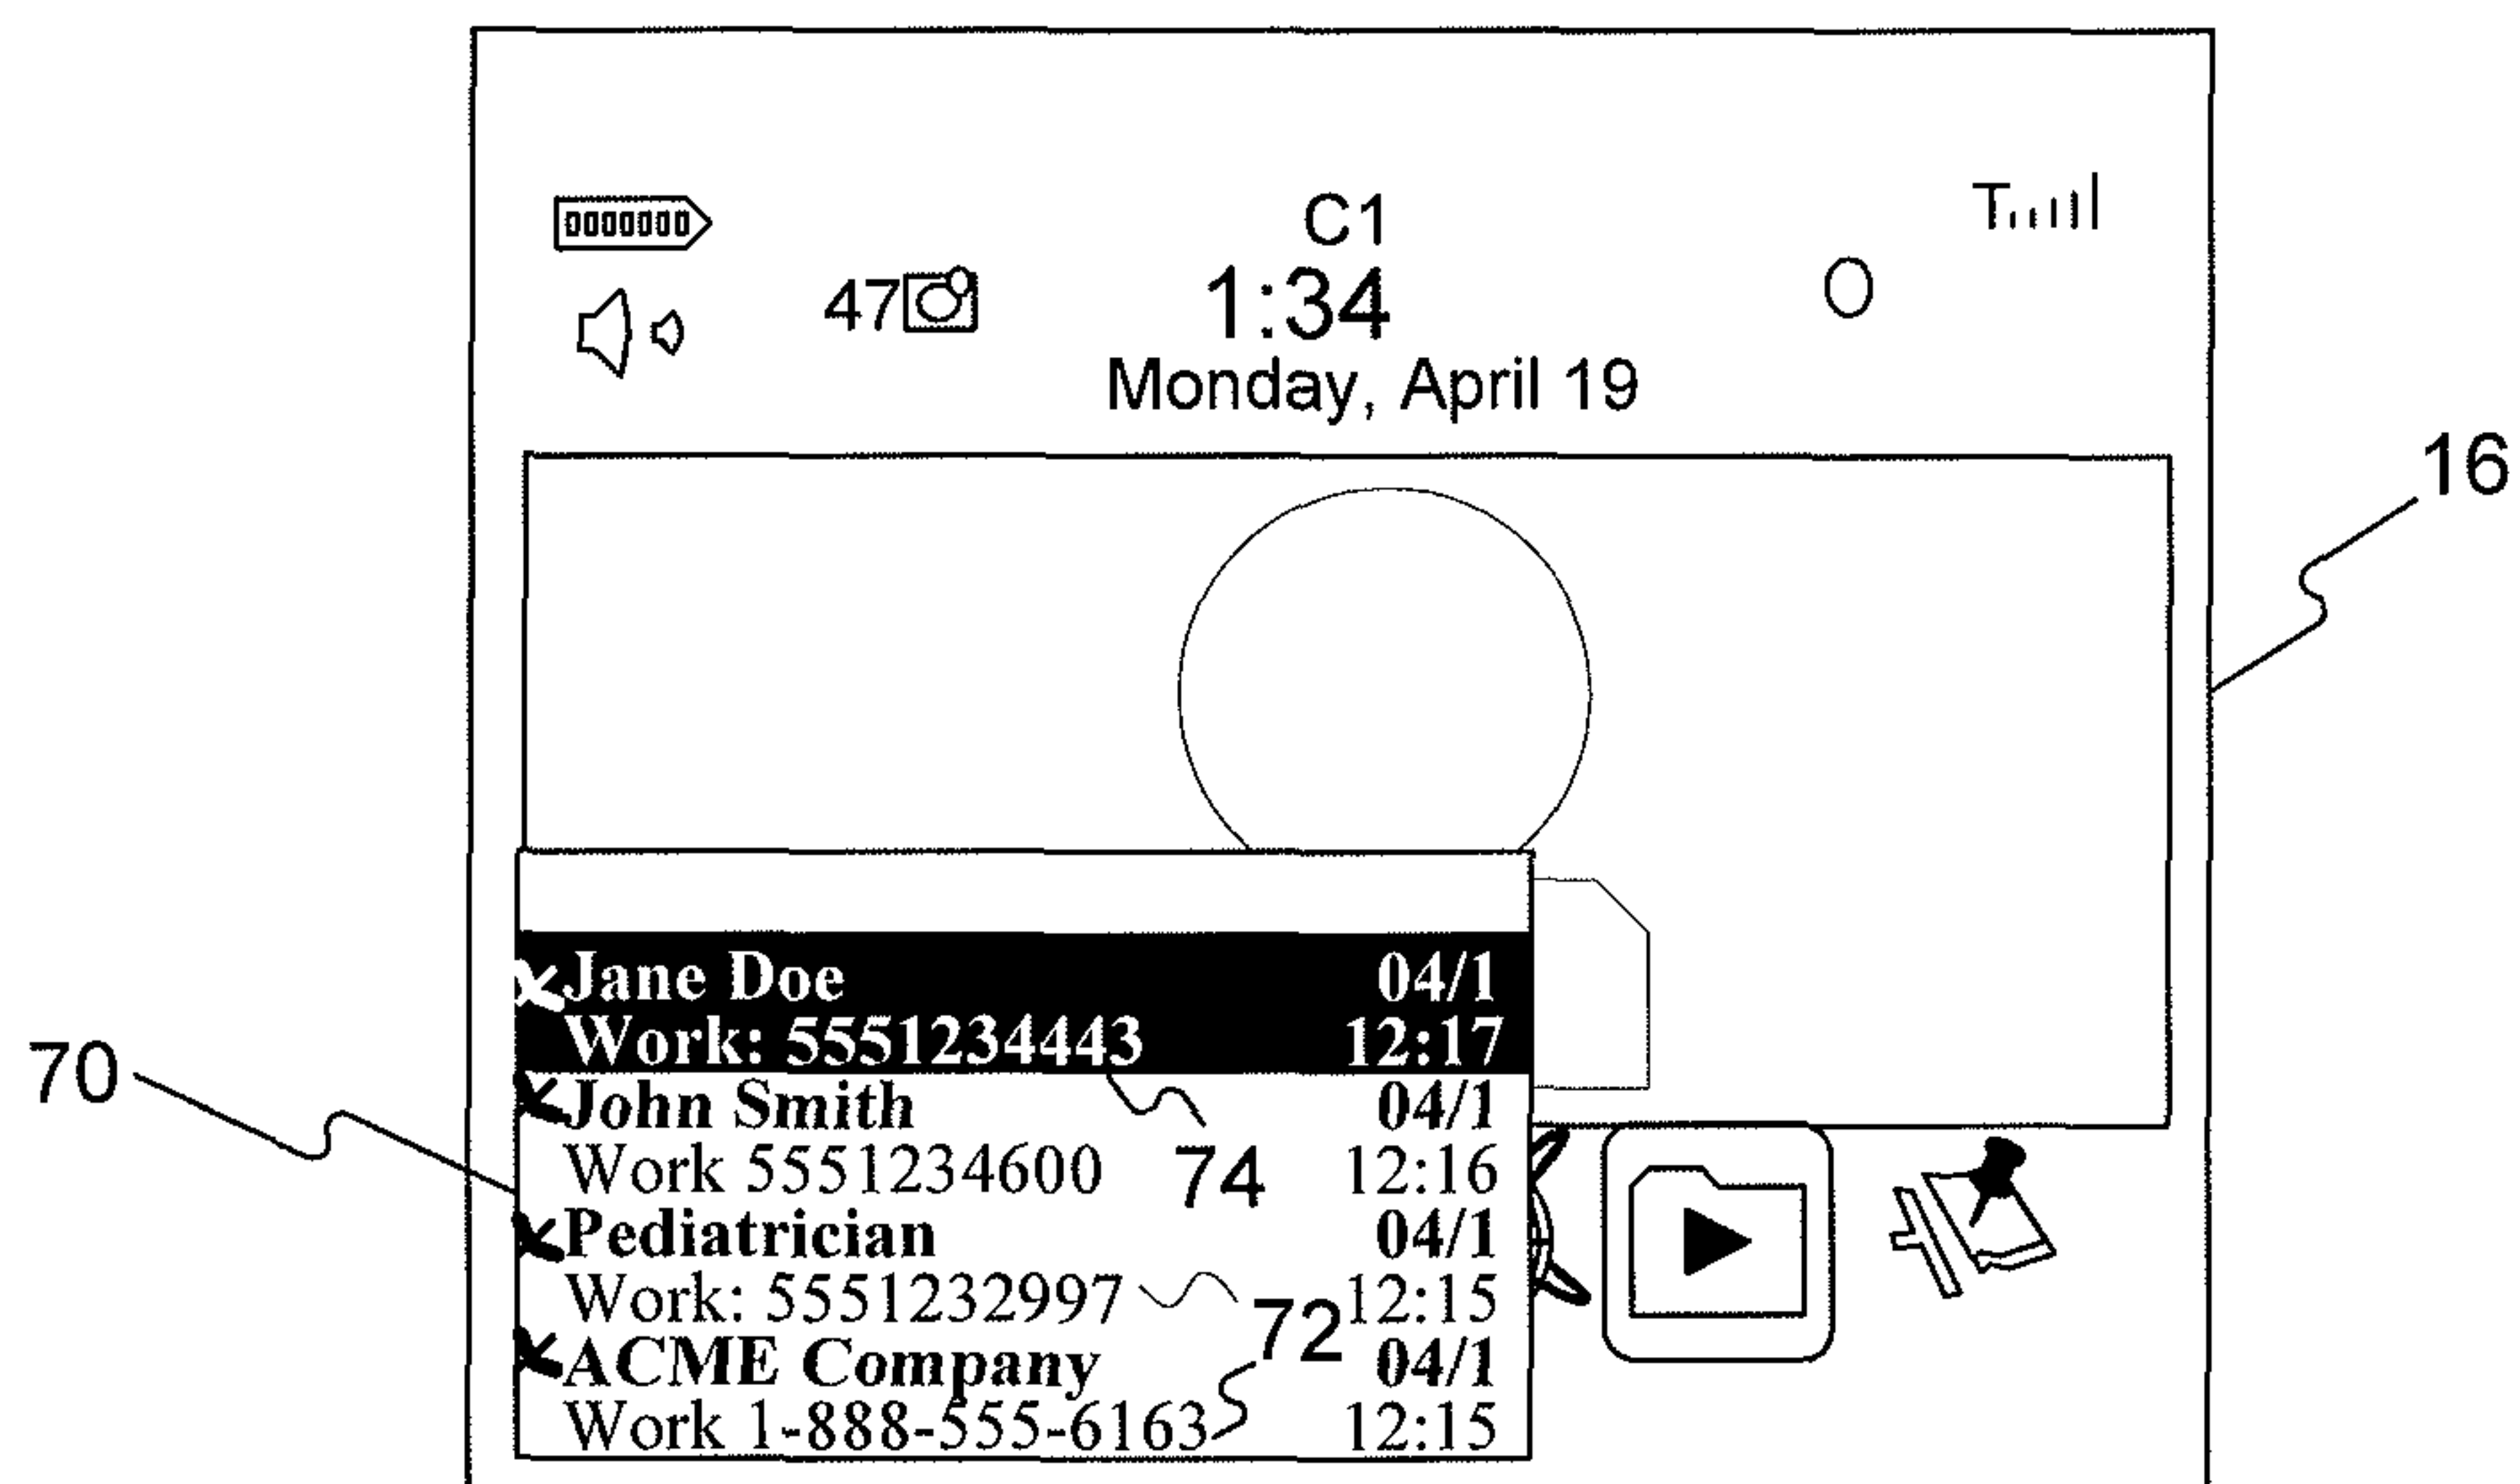 C1
T
47 1:34
Monday, April 19
16
Jane Doe 04/1
Work: 5551234443 12:17
70
John Smith 04/1
Work 5551234600 12:16
74
Pediatrician 04/1
Work: 5551232997 12:15
72
ACME Company 04/1
Work 1-888-555-6163 12:15